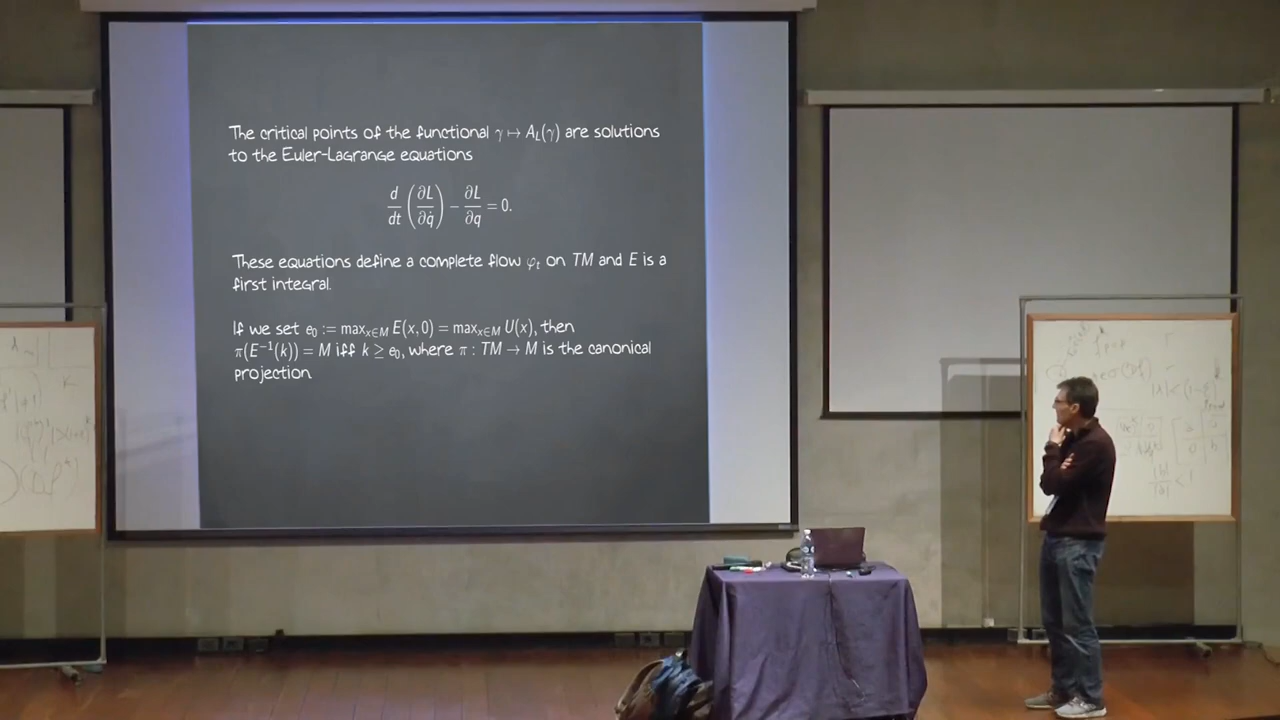 The critical points of the functional γ ↦ A_L(γ) are solutions
to the Euler-Lagrange equations
d/dt (∂L/∂q̇) − ∂L/∂q = 0.
These equations define a complete flow φ_t on TM and E is a
first integral.
If we set e₀ := max_{x∈M} E(x,0) = max_{x∈M} U(x), then
π(E⁻¹(k)) = M iff k ≥ e₀, where π : TM → M is the canonical
projection.